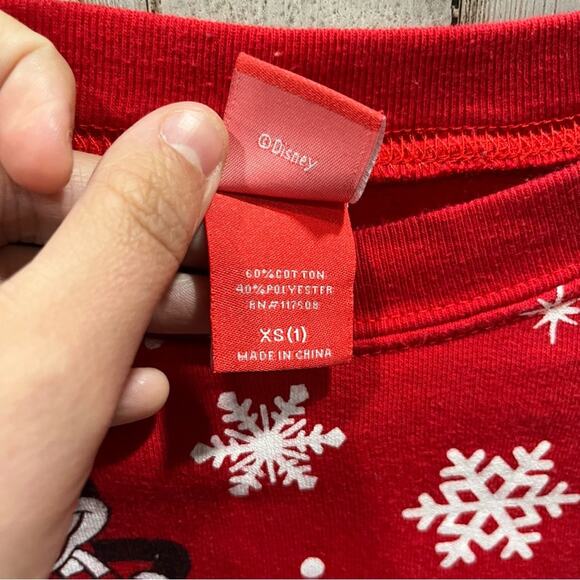 ©Disney
60%COTTON
40%POLYESTER
RN#117508
XS(1)
MADE IN CHINA